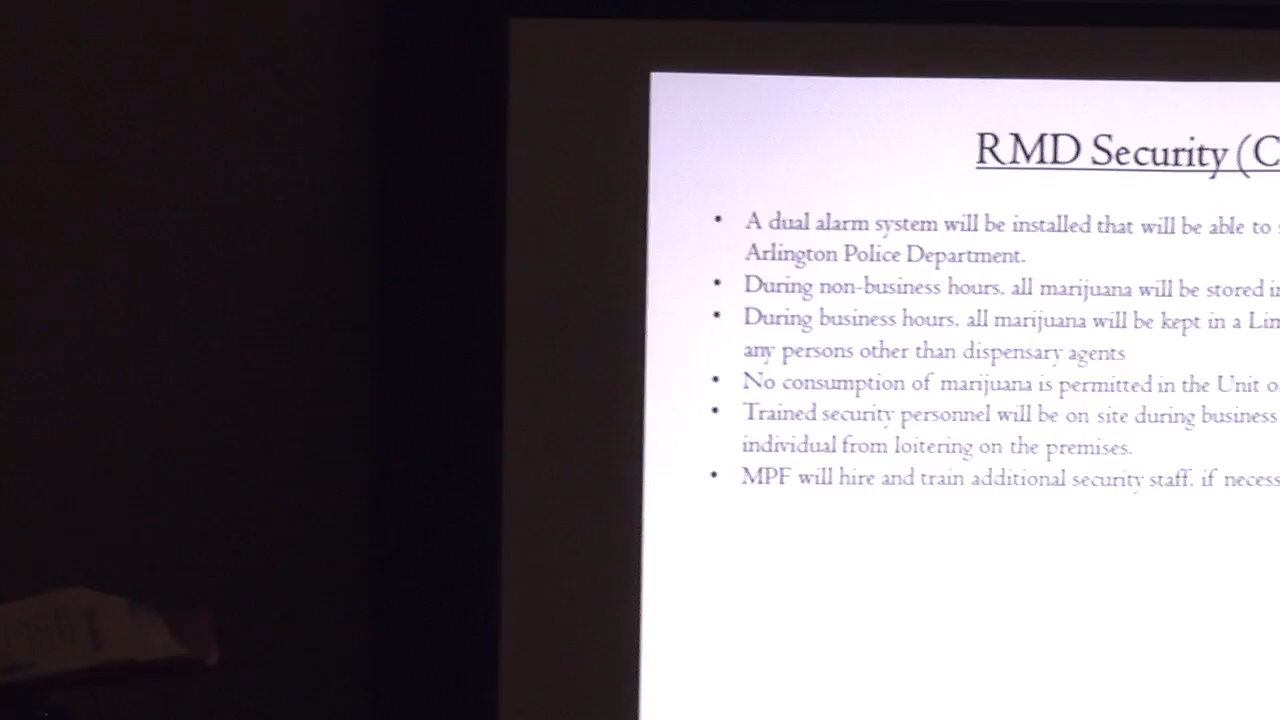 RMD Security (C
• A dual alarm system will be installed that will be able to
Arlington Police Department.
• During non-business hours, all marijuana will be stored in
• During business hours, all marijuana will be kept in a Lim
any persons other than dispensary agents
• No consumption of marijuana is permitted in the Unit o
• Trained security personnel will be on site during business
individual from loitering on the premises.
• MPF will hire and train additional security staff, if necess